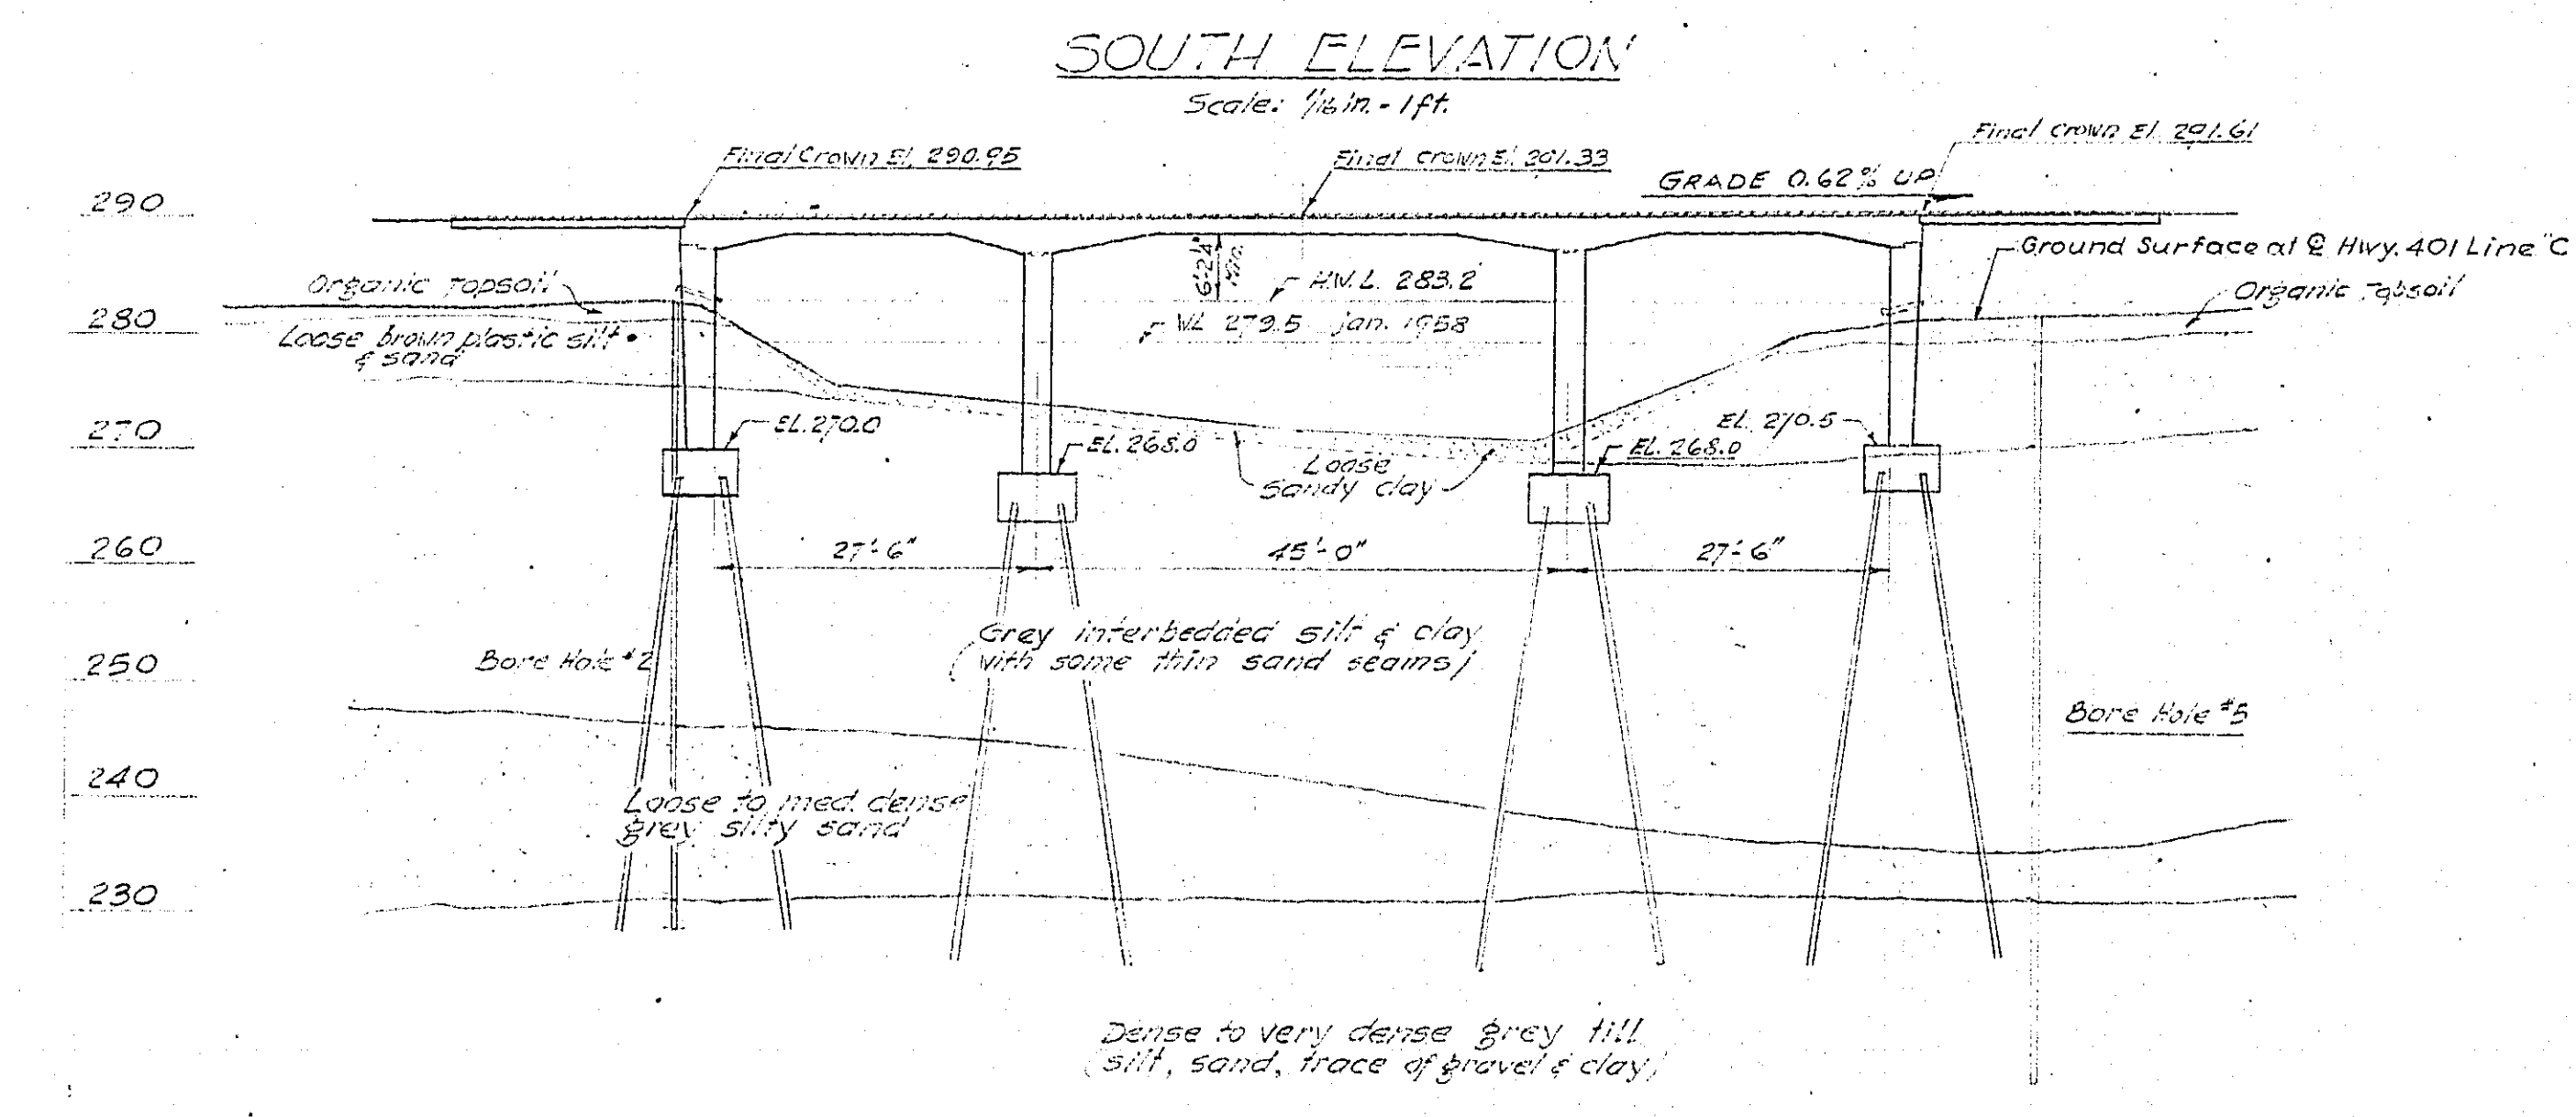 SOUTH ELEVATION
Scale: 1/16 in. - 1 ft.
Final Crown El. 290.95
Final Crown El. 291.33
Final Crown El. 291.61
GRADE 0.62% UP
290
Ground Surface at ℄ Hwy. 401 Line "C
6'-2 1/4" Min.
H.W.L. 283.2
Organic Topsoil
Organic Topsoil
280
W.L. 279.5 Jan. 1958
Loose brown plastic silt
& sand
270
EL. 270.0
EL. 268.0
Loose
Sandy clay
EL. 268.0
EL. 270.5
260
27'-6"
45'-0"
27'-6"
Grey interbedded silt & clay
(with some thin sand seams)
250
Bore Hole #2
Bore Hole #5
240
Loose to med. dense
grey silty sand
230
Dense to very dense grey till
(silt, sand, trace of gravel & clay)